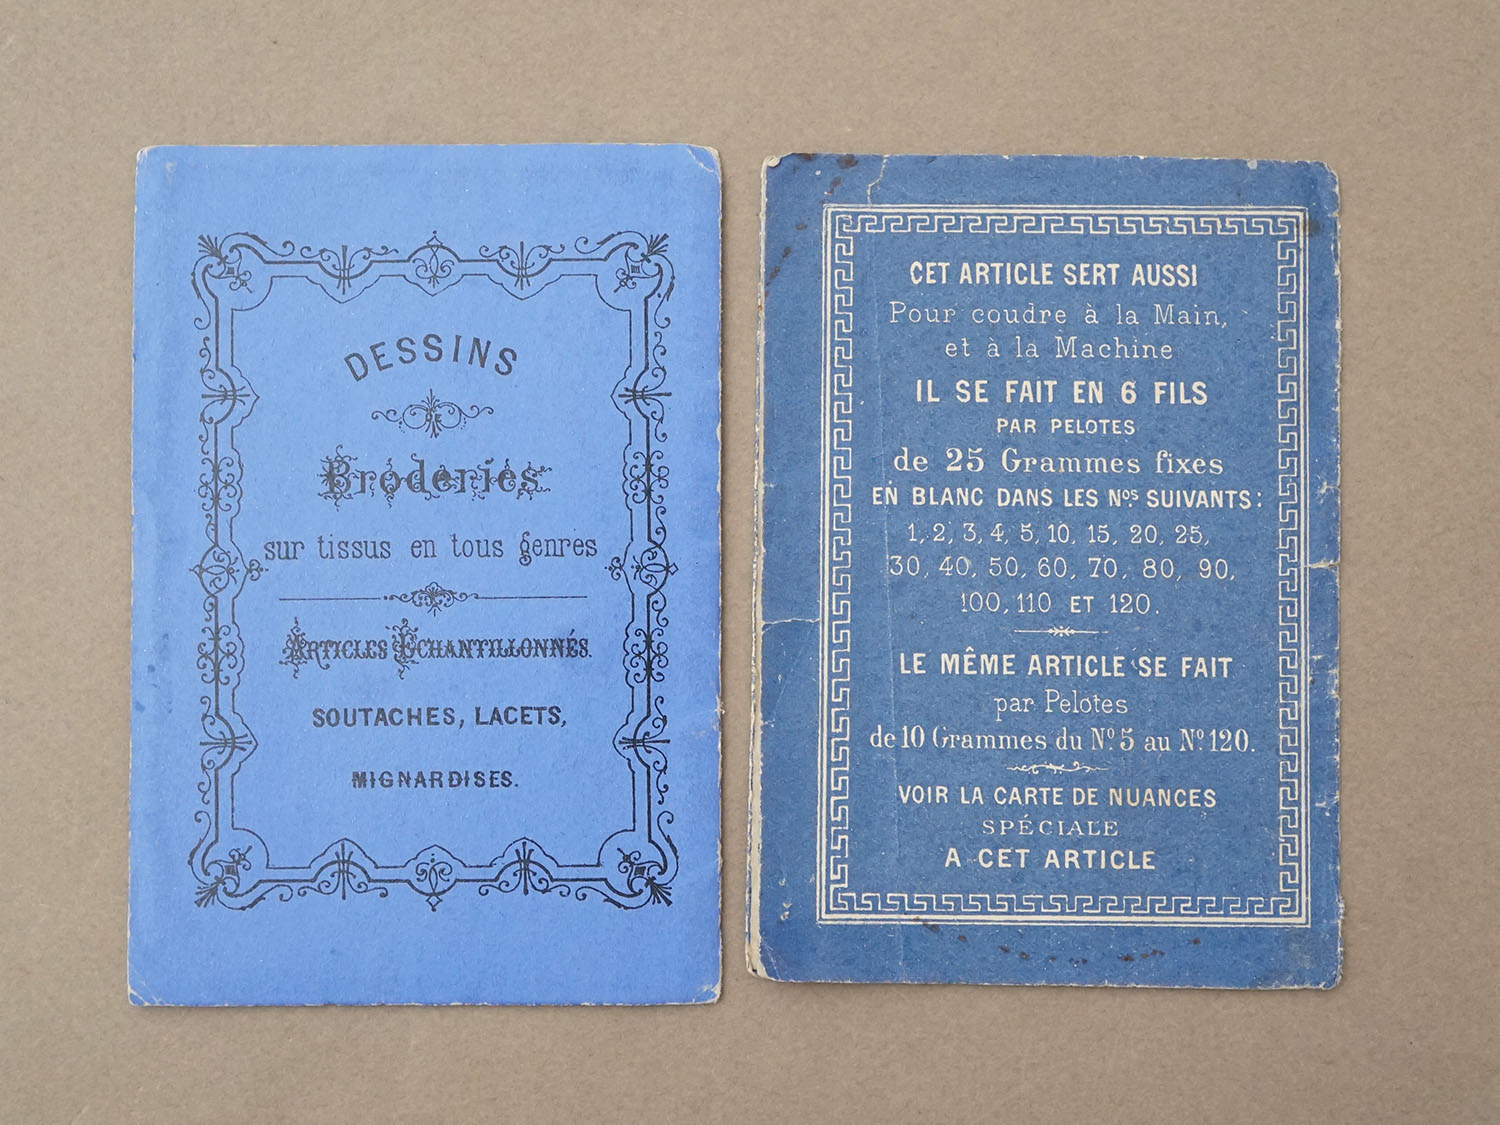 DESSINS
Broderies
sur tissus en tous genres
ARTICLES ÉCHANTILLONNÉS.
SOUTACHES, LACETS,
MIGNARDISES.
CET ARTICLE SERT AUSSI
Pour coudre à la Main,
et à la Machine
IL SE FAIT EN 6 FILS
PAR PELOTES
de 25 Grammes fixes
EN BLANC DANS LES Nos. SUIVANTS:
1, 2, 3, 4, 5, 10, 15, 20, 25,
30, 40, 50, 60, 70, 80, 90,
100, 110 ET 120.
LE MÊME ARTICLE SE FAIT
par Pelotes
de 10 Grammes du No. 5 au No. 120.
VOIR LA CARTE DE NUANCES
SPÉCIALE
A CET ARTICLE